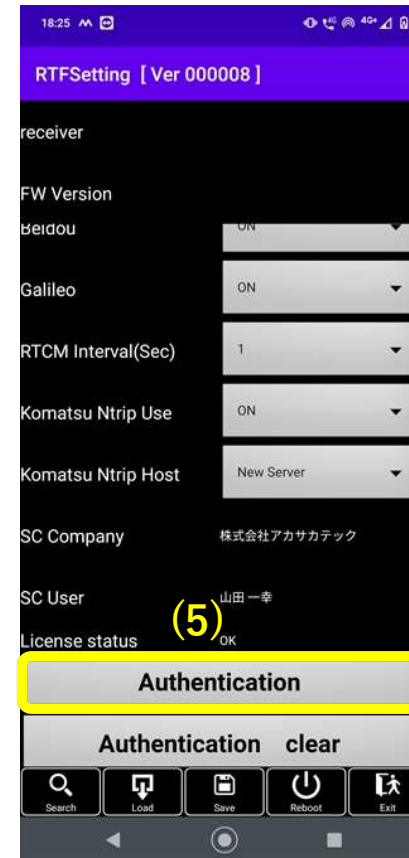 18:25 4G+
RTFSetting [ Ver 000008 ]
receiver
FW Version
Beidou ON
Galileo ON
RTCM Interval(Sec) 1
Komatsu Ntrip Use ON
Komatsu Ntrip Host New Server
SC Company 株式会社アカサカテック
SC User 山田 一幸
(5)
License status OK
Authentication
Authentication clear
Search Load Save Reboot Exit